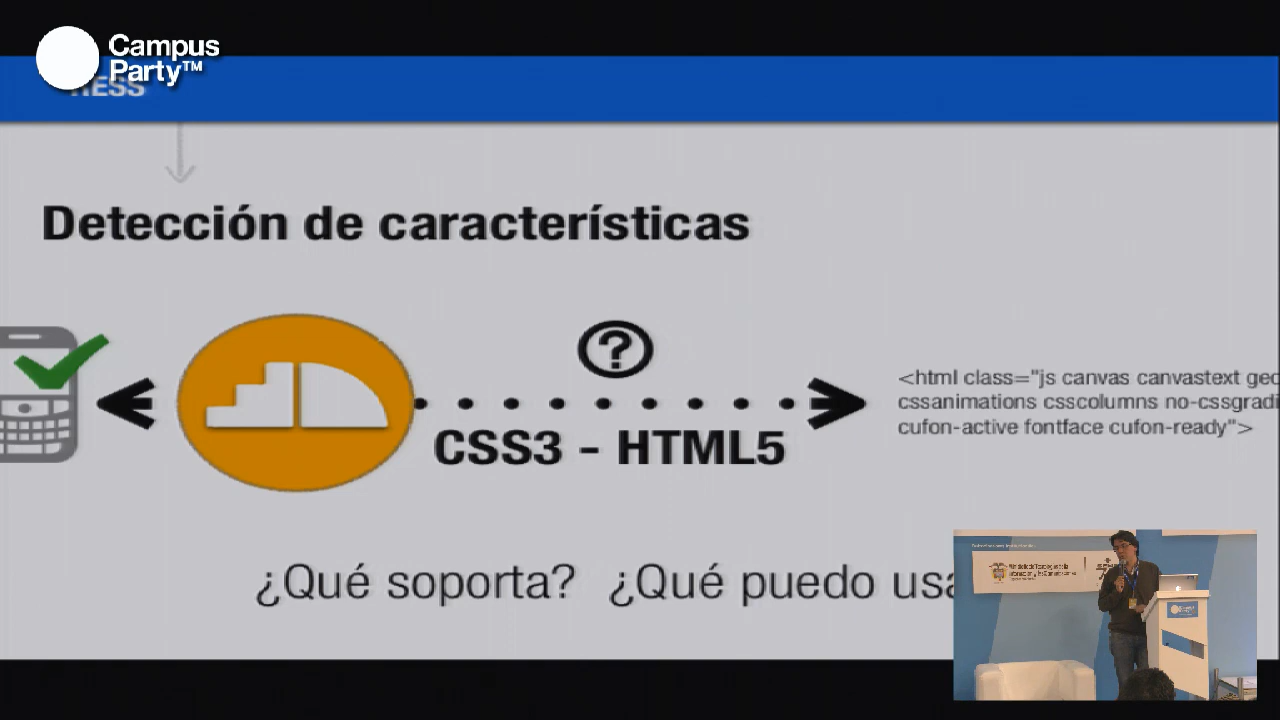 Campus
Party™
RESS
Detección de características
?
CSS3 - HTML5
<html class="js canvas canvastext geo
cssanimations csscolumns no-cssgradi
cufon-active fontface cufon-ready">
¿Qué soporta? ¿Qué puedo usa